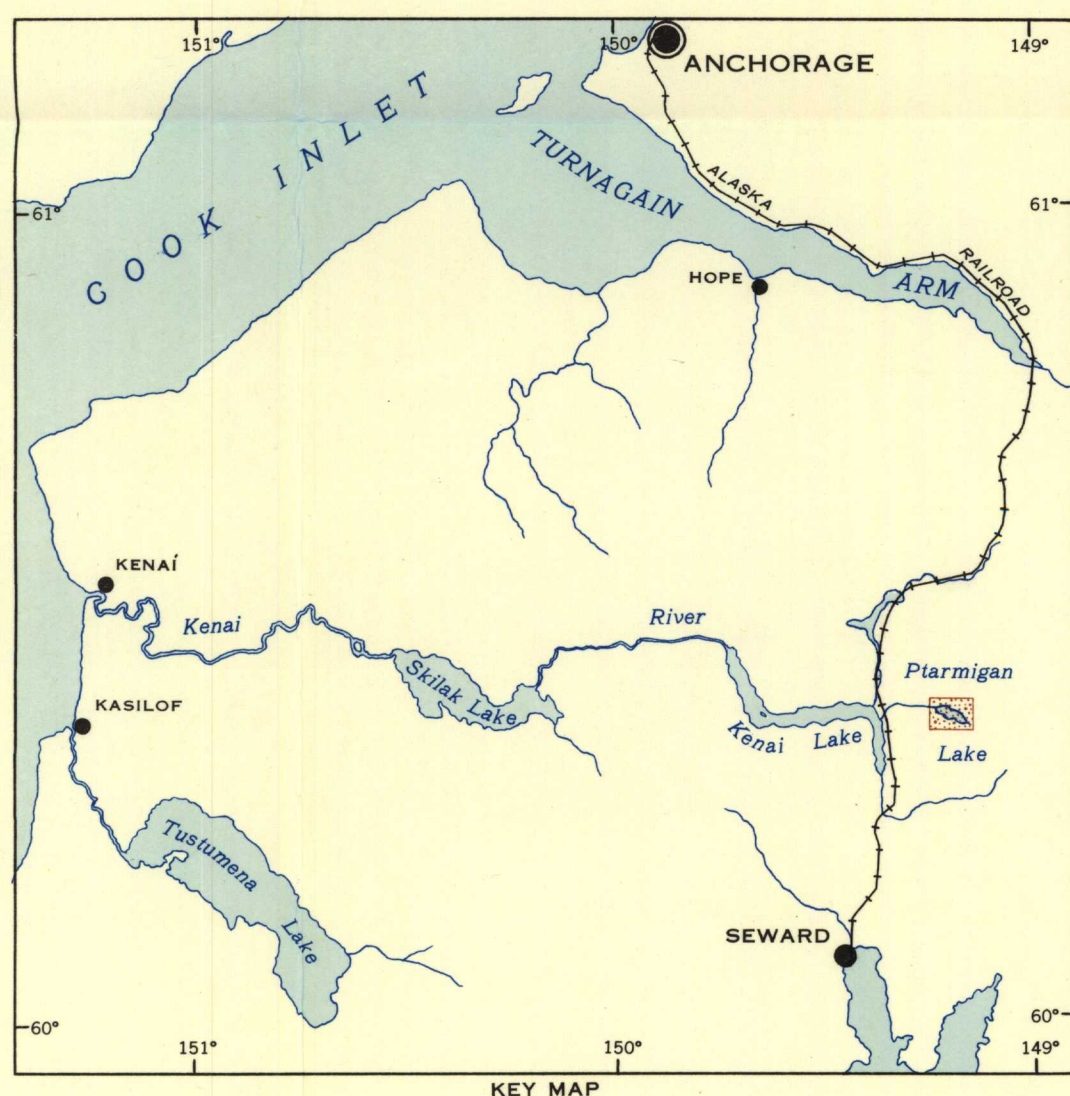 151° 150° 149°
ANCHORAGE
COOK INLET
TURNAGAIN
ARM
ALASKA
RAILROAD
61° 61°
HOPE
KENAÍ
Kenai
River
Skilak Lake
Ptarmigan
Lake
KASILOF
Kenai Lake
Tustumena
Lake
SEWARD
60° 60°
151° 150° 149°
KEY MAP